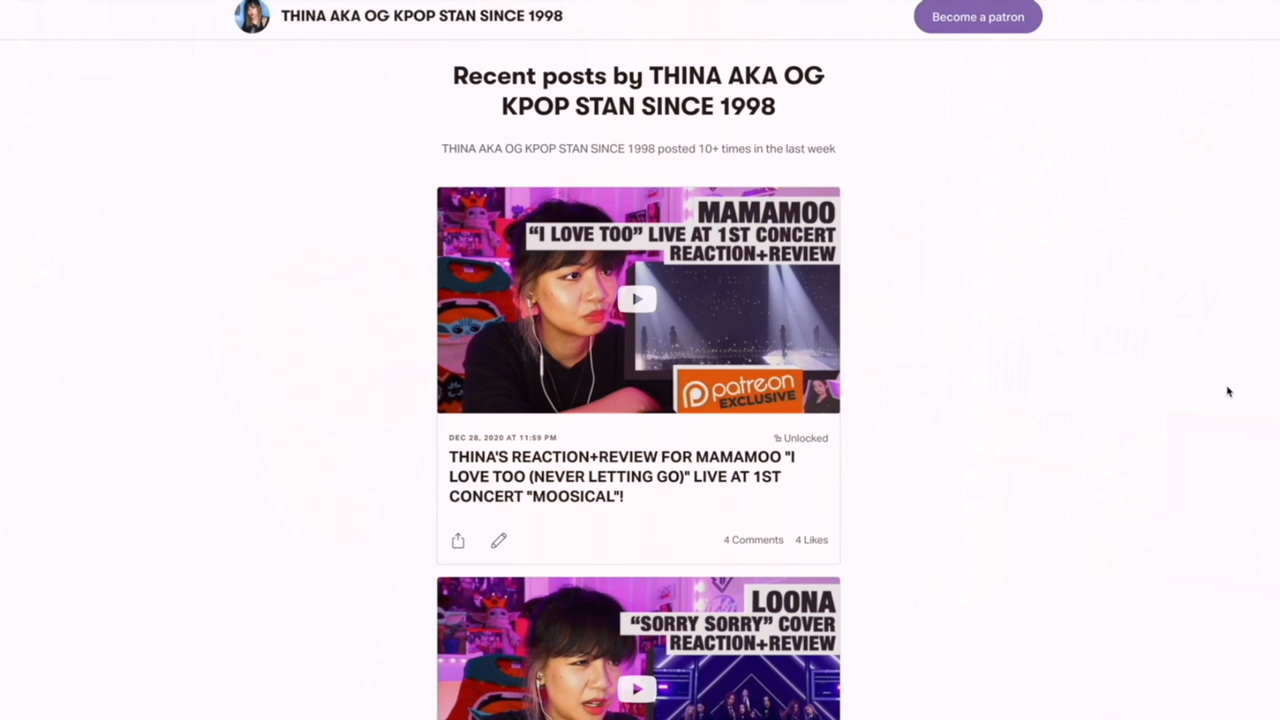 THINA AKA OG KPOP STAN SINCE 1998
Become a patron
Recent posts by THINA AKA OG
KPOP STAN SINCE 1998
THINA AKA OG KPOP STAN SINCE 1998 posted 10+ times in the last week
MAMAMOO
“I LOVE TOO” LIVE AT 1ST CONCERT
REACTION+REVIEW
patreon
EXCLUSIVE
DEC 28, 2020 AT 11:59 PM
Unlocked
THINA'S REACTION+REVIEW FOR MAMAMOO "I
LOVE TOO (NEVER LETTING GO)" LIVE AT 1ST
CONCERT "MOOSICAL"!
4 Comments
4 Likes
LOONA
“SORRY SORRY” COVER
REACTION+REVIEW